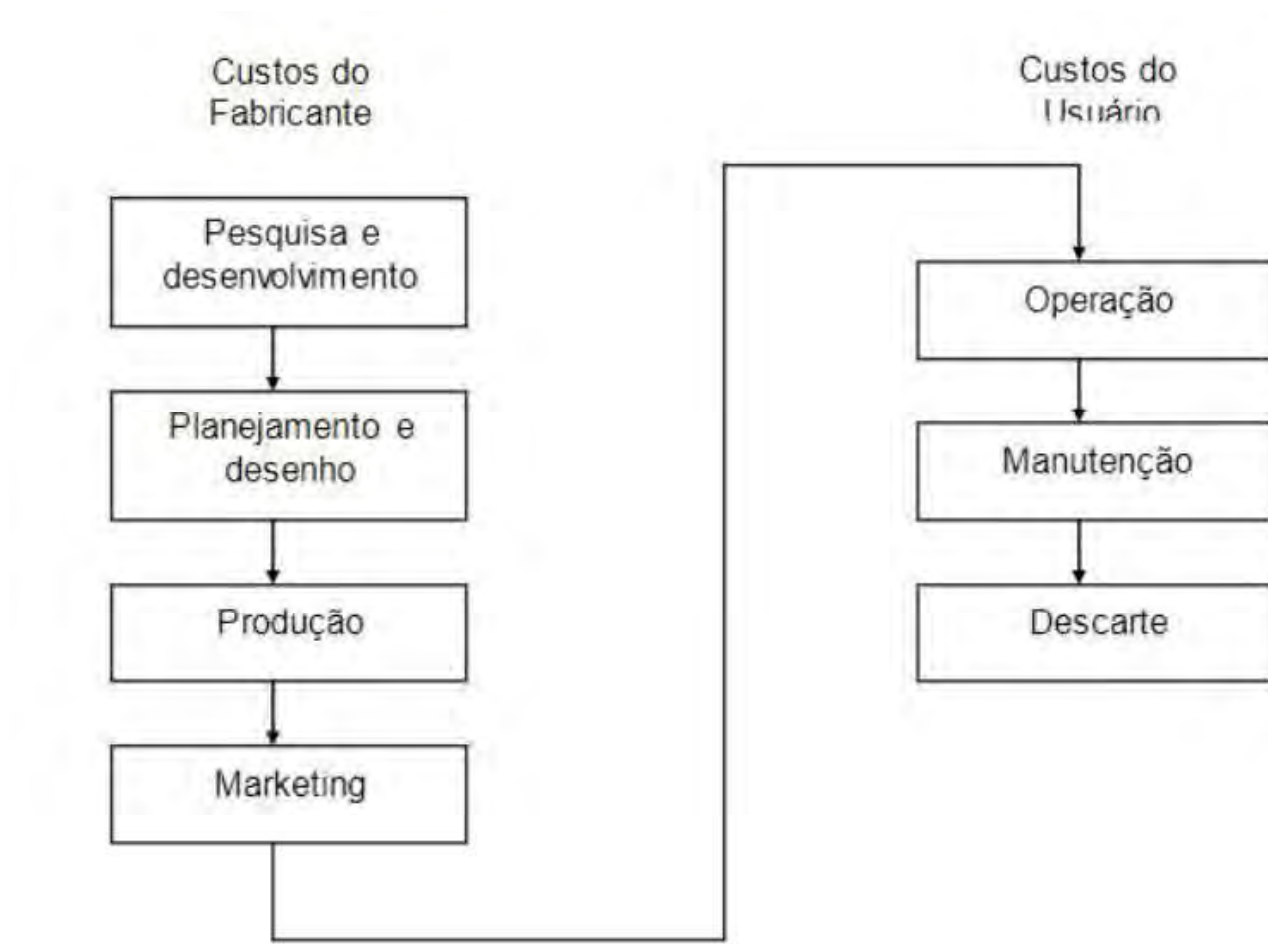 Custos do
Fabricante
Pesquisa e
desenvolvimento
Planejamento e
desenho
Produção
Marketing
Custos do
Usuário
Operação
Manutenção
Descarte